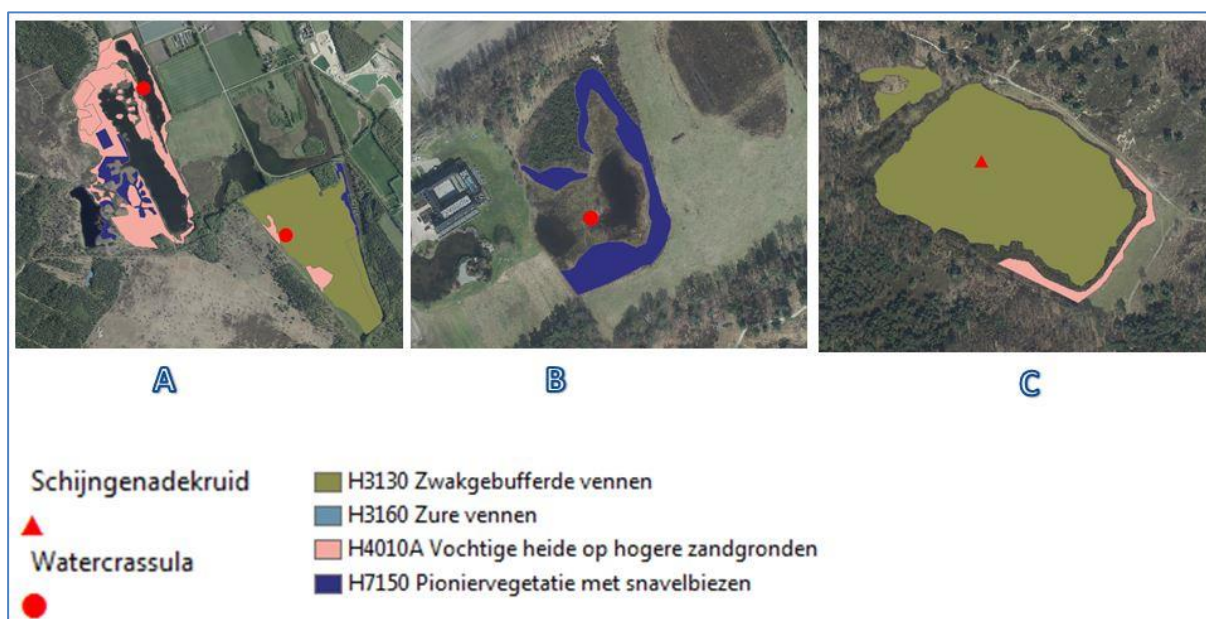 A
B
C
Schijngenadekruid
Watercrassula
H3130 Zwakgebufferde vennen
H3160 Zure vennen
H4010A Vochtige heide op hogere zandgronden
H7150 Pioniervegetatie met snavelbiezen